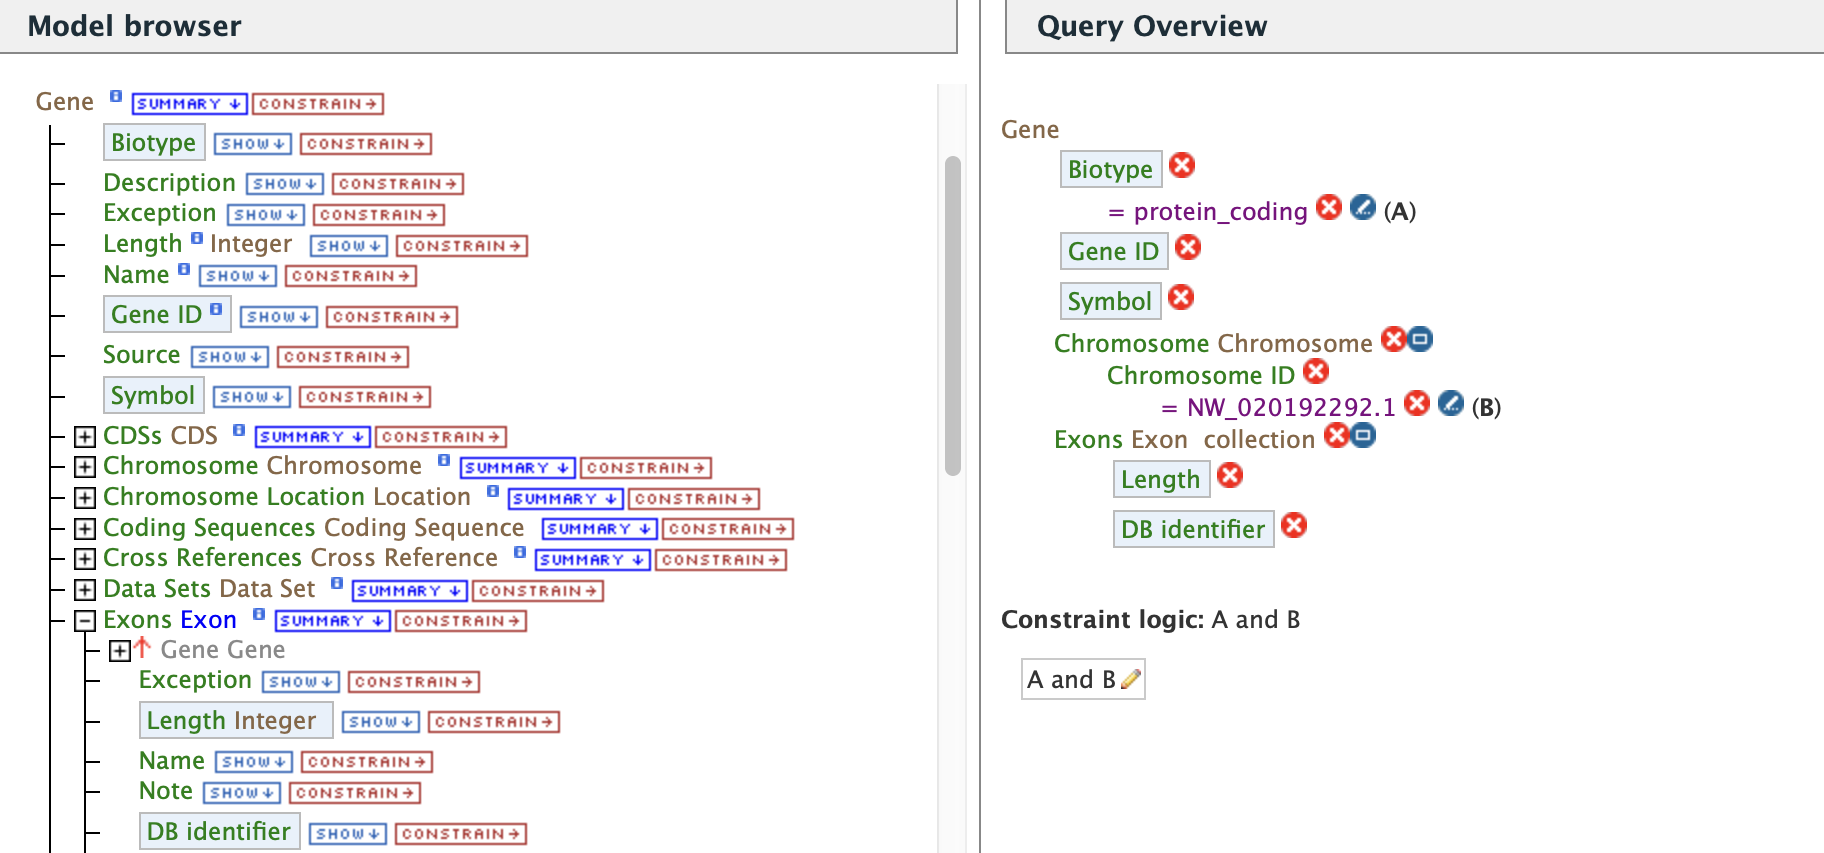 Model browser
Gene SUMMARY ↓ CONSTRAIN →
Biotype SHOW ↓ CONSTRAIN →
Description SHOW ↓ CONSTRAIN →
Exception SHOW ↓ CONSTRAIN →
Length Integer SHOW ↓ CONSTRAIN →
Name SHOW ↓ CONSTRAIN →
Gene ID SHOW ↓ CONSTRAIN →
Source SHOW ↓ CONSTRAIN →
Symbol SHOW ↓ CONSTRAIN →
CDSs CDS SUMMARY ↓ CONSTRAIN →
Chromosome Chromosome SUMMARY ↓ CONSTRAIN →
Chromosome Location Location SUMMARY ↓ CONSTRAIN →
Coding Sequences Coding Sequence SUMMARY ↓ CONSTRAIN →
Cross References Cross Reference SUMMARY ↓ CONSTRAIN →
Data Sets Data Set SUMMARY ↓ CONSTRAIN →
Exons Exon SUMMARY ↓ CONSTRAIN →
Gene Gene
Exception SHOW ↓ CONSTRAIN →
Length Integer SHOW ↓ CONSTRAIN →
Name SHOW ↓ CONSTRAIN →
Note SHOW ↓ CONSTRAIN →
DB identifier SHOW ↓ CONSTRAIN →
Query Overview
Gene
Biotype
= protein_coding (A)
Gene ID
Symbol
Chromosome Chromosome
Chromosome ID
= NW_020192292.1 (B)
Exons Exon collection
Length
DB identifier
Constraint logic: A and B
A and B